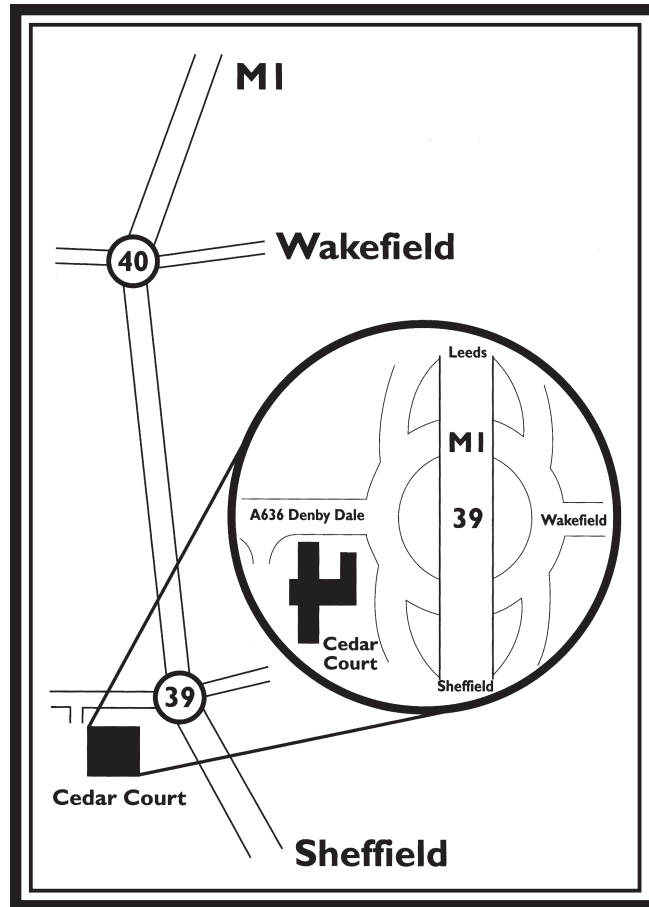 M1
40
Wakefield
Leeds
M1
A636 Denby Dale
39
Wakefield
Cedar
Court
Sheffield
39
Cedar Court
Sheffield